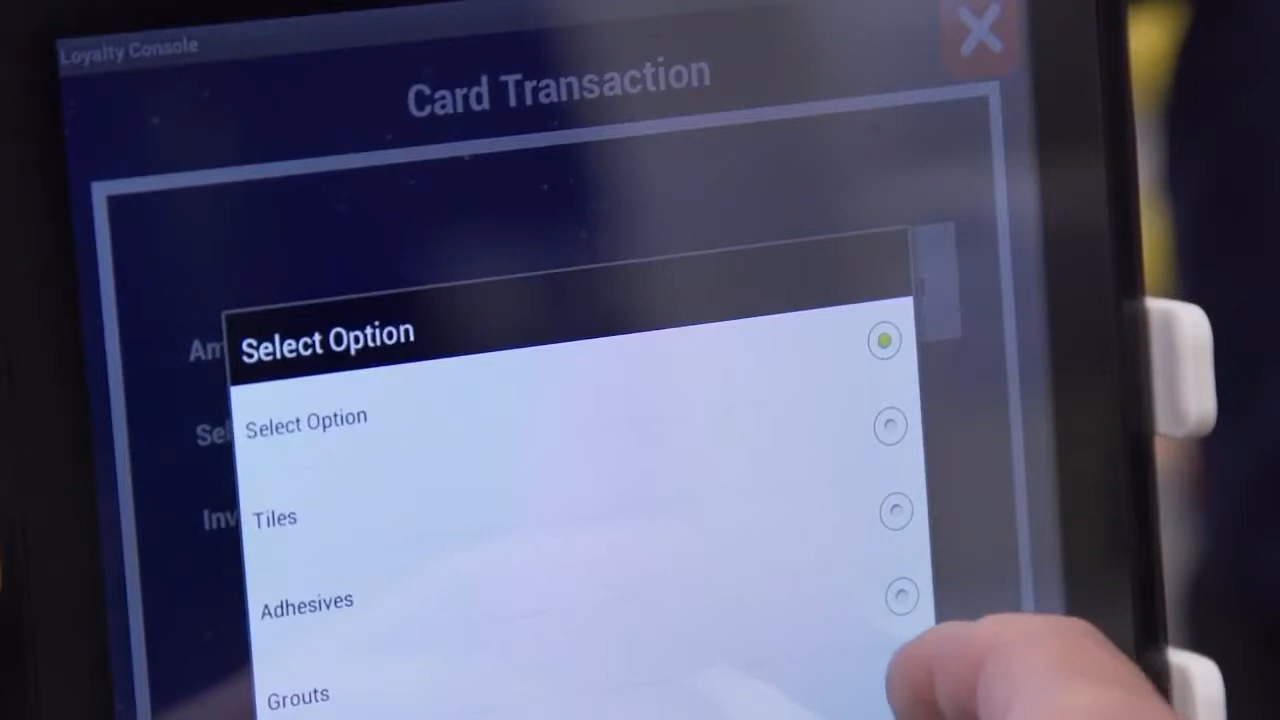 Loyalty Console
Card Transaction
Select Option
Select Option
Tiles
Adhesives
Grouts